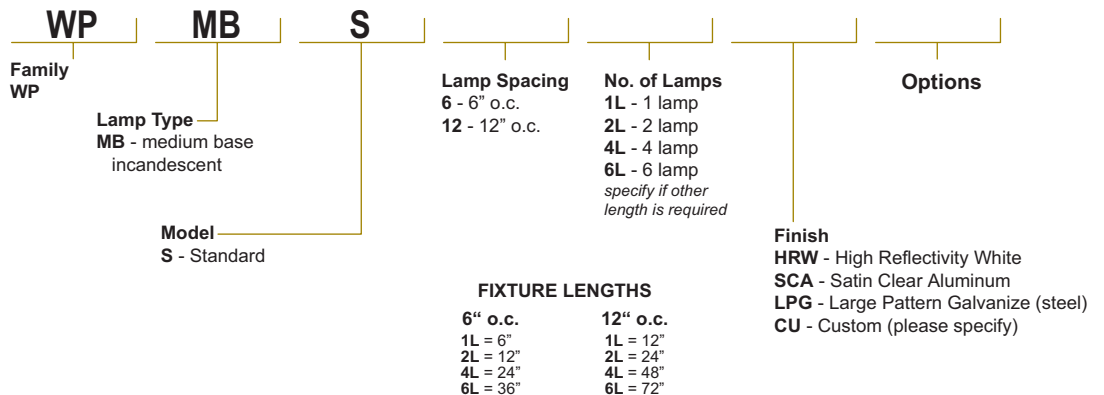 WP MB S
Family
WP
Lamp Type
MB - medium base
incandescent
Model
S - Standard
Lamp Spacing
6 - 6” o.c.
12 - 12” o.c.
No. of Lamps
1L - 1 lamp
2L - 2 lamp
4L - 4 lamp
6L - 6 lamp
specify if other
length is required
Finish
HRW - High Reflectivity White
SCA - Satin Clear Aluminum
LPG - Large Pattern Galvanize (steel)
CU - Custom (please specify)
Options
FIXTURE LENGTHS
6“ o.c.
1L = 6”
2L = 12”
4L = 24”
6L = 36”
12“ o.c.
1L = 12”
2L = 24”
4L = 48”
6L = 72”